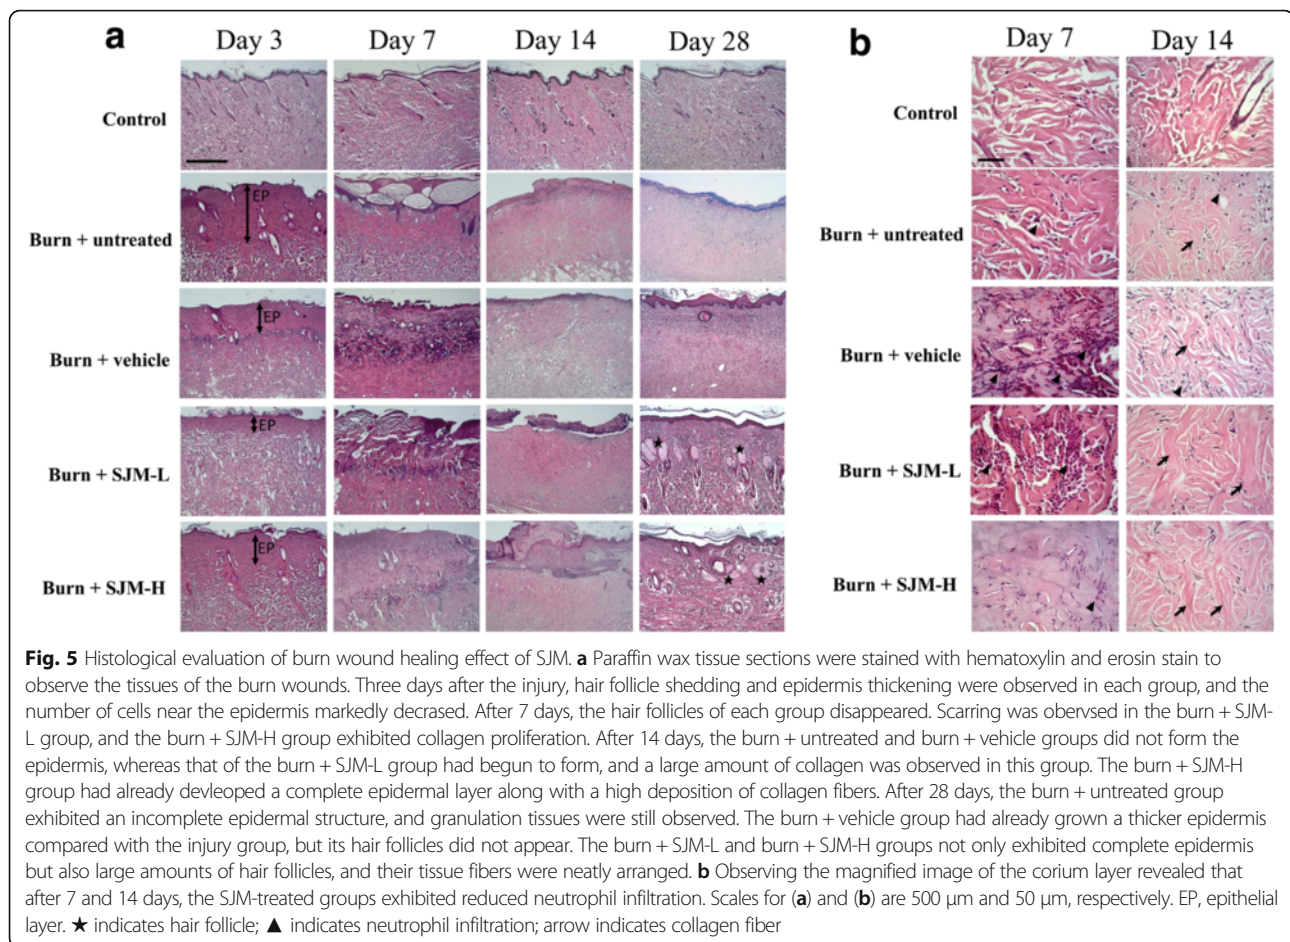 a Day 3 Day 7 Day 14 Day 28
b Day 7 Day 14
Control
EP
Burn + untreated
EP
Burn + vehicle
EP
Burn + SJM-L
EP
Burn + SJM-H
Control
Burn + untreated
Burn + vehicle
Burn + SJM-L
Burn + SJM-H
Fig. 5 Histological evaluation of burn wound healing effect of SJM. a Paraffin wax tissue sections were stained with hematoxylin and erosin stain to
observe the tissues of the burn wounds. Three days after the injury, hair follicle shedding and epidermis thickening were observed in each group, and the
number of cells near the epidermis markedly decrased. After 7 days, the hair follicles of each group disappeared. Scarring was obervsed in the burn + SJM-
L group, and the burn + SJM-H group exhibited collagen proliferation. After 14 days, the burn + untreated and burn + vehicle groups did not form the
epidermis, whereas that of the burn + SJM-L group had begun to form, and a large amount of collagen was observed in this group. The burn + SJM-H
group had already devleoped a complete epidermal layer along with a high deposition of collagen fibers. After 28 days, the burn + untreated group
exhibited an incomplete epidermal structure, and granulation tissues were still observed. The burn + vehicle group had already grown a thicker epidermis
compared with the injury group, but its hair follicles did not appear. The burn + SJM-L and burn + SJM-H groups not only exhibited complete epidermis
but also large amounts of hair follicles, and their tissue fibers were neatly arranged. b Observing the magnified image of the corium layer revealed that
after 7 and 14 days, the SJM-treated groups exhibited reduced neutrophil infiltration. Scales for (a) and (b) are 500 μm and 50 μm, respectively. EP, epithelial
layer. ★ indicates hair follicle; ▲ indicates neutrophil infiltration; arrow indicates collagen fiber